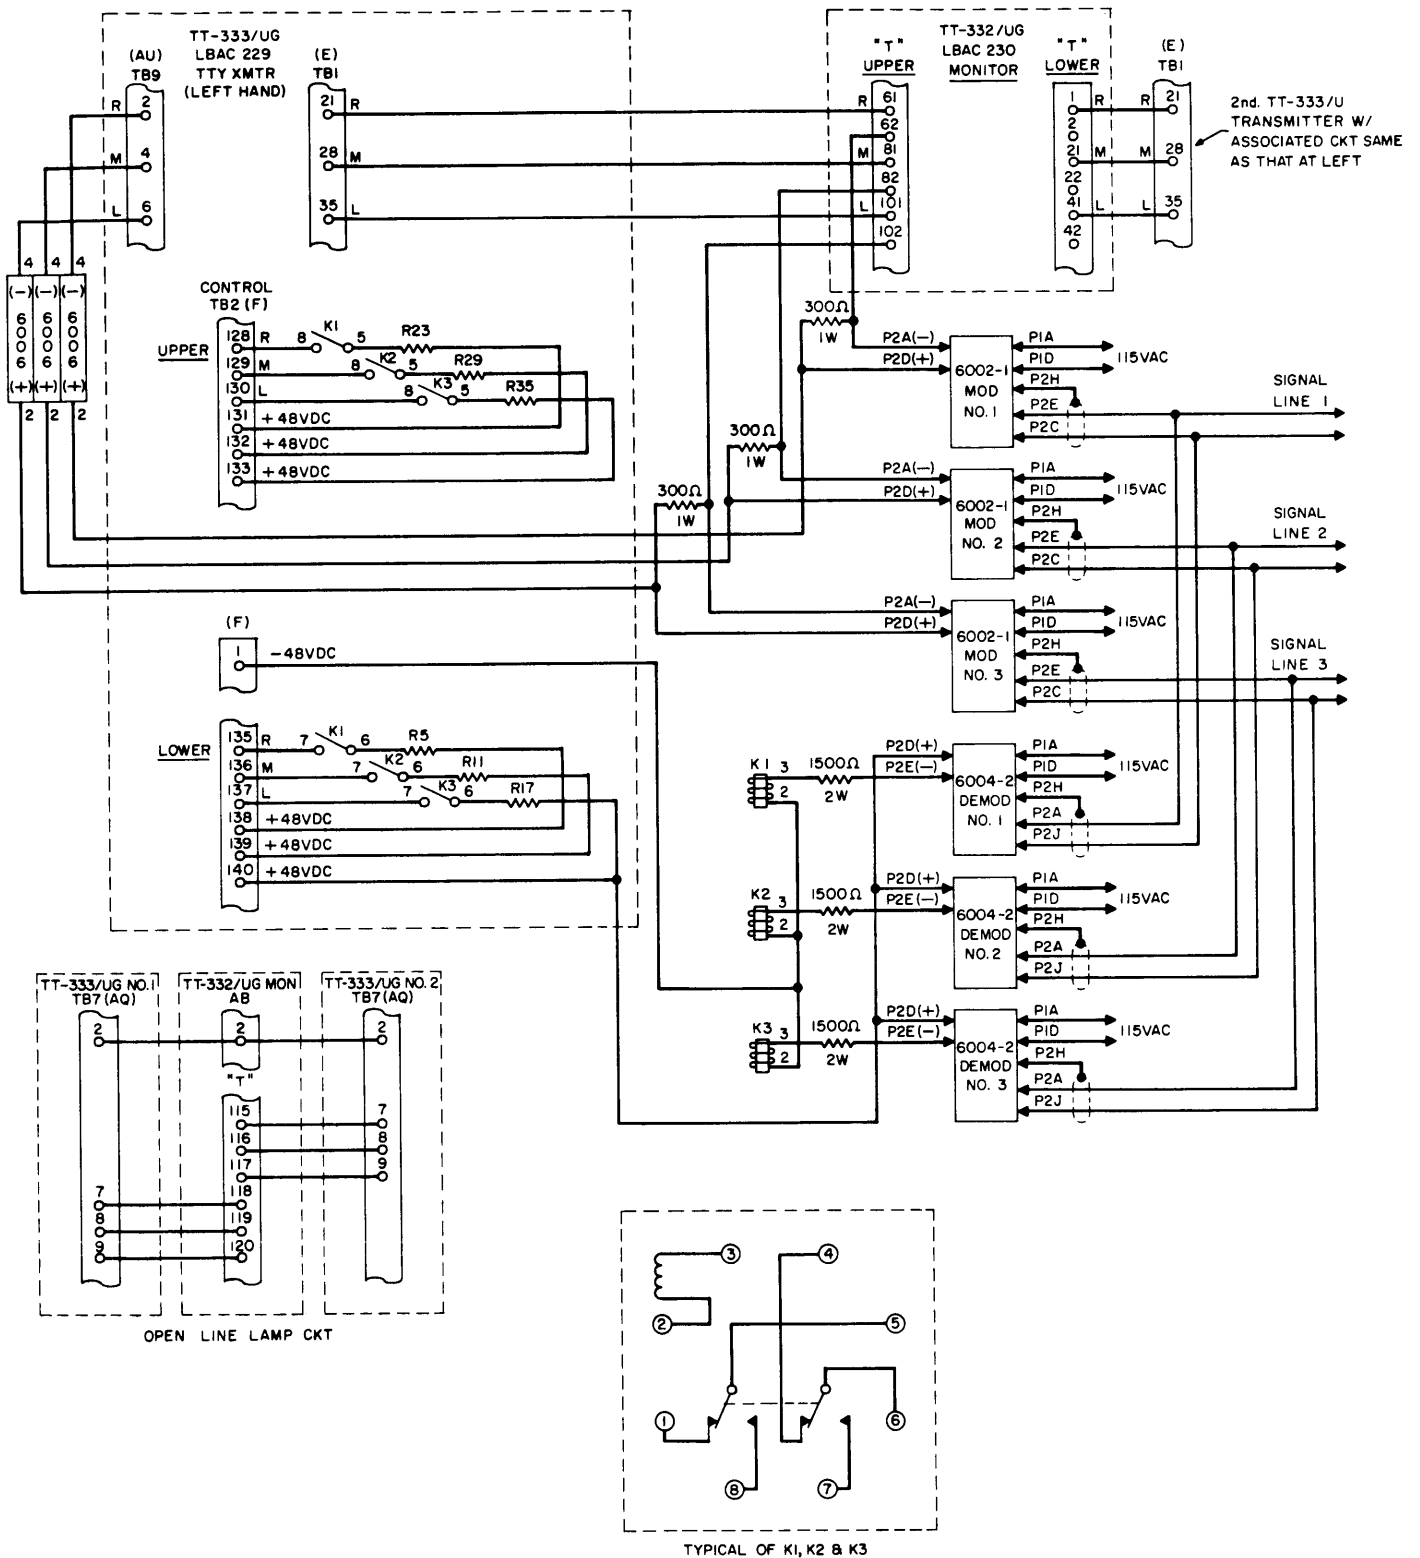 TT-333/UG
LBAC 229
TTY XMTR
(LEFT HAND)
(AU)
TB9
(E)
TB1
R 2
M 4
L 6
21 R
28 M
35 L
TT-332/UG
LBAC 230
MONITOR
"T"
UPPER
"T"
LOWER
(E)
TB1
R 61
62
M 81
82
L 101
102
1 R R 21
2
21 M M 28
22
41 L L 35
42
2nd. TT-333/U
TRANSMITTER W/
ASSOCIATED CKT SAME
AS THAT AT LEFT
4 4 4
(-) (-) (-)
6006 6006 6006
(+) (+) (+)
2 2 2
CONTROL
TB2 (F)
UPPER
128 R 8 K1 5 R23
129 M 8 K2 5 R29
130 L 8 K3 5 R35
131 +48VDC
132 +48VDC
133 +48VDC
300Ω
1W
300Ω
1W
300Ω
1W
P2A(-)
P2D(+)
6002-1
MOD
NO. 1
P1A
P1D
115VAC
P2H
P2E
P2C
SIGNAL
LINE 1
P2A(-)
P2D(+)
6002-1
MOD
NO. 2
P1A
P1D
115VAC
P2H
P2E
P2C
SIGNAL
LINE 2
P2A(-)
P2D(+)
6002-1
MOD
NO. 3
P1A
P1D
115VAC
P2H
P2E
P2C
SIGNAL
LINE 3
(F)
1 -48VDC
LOWER
135 R 7 K1 6 R5
136 M 7 K2 6 R11
137 L 7 K3 6 R17
138 +48VDC
139 +48VDC
140 +48VDC
K1 3
2
1500Ω
2W
P2D(+)
P2E(-)
6004-2
DEMOD
NO. 1
P1A
P1D
115VAC
P2H
P2A
P2J
K2 3
2
1500Ω
2W
P2D(+)
P2E(-)
6004-2
DEMOD
NO. 2
P1A
P1D
115VAC
P2H
P2A
P2J
K3 3
2
1500Ω
2W
P2D(+)
P2E(-)
6004-2
DEMOD
NO. 3
P1A
P1D
115VAC
P2H
P2A
P2J
TT-333/UG NO. 1
TB7 (AQ)
TT-332/UG MON
AB
TT-333/UG NO. 2
TB7 (AQ)
2 2 2
"T"
115 7
116 8
117 9
7 118
8 119
9 120
OPEN LINE LAMP CKT
3 4
2 5
1 6
8 7
TYPICAL OF K1, K2 & K3